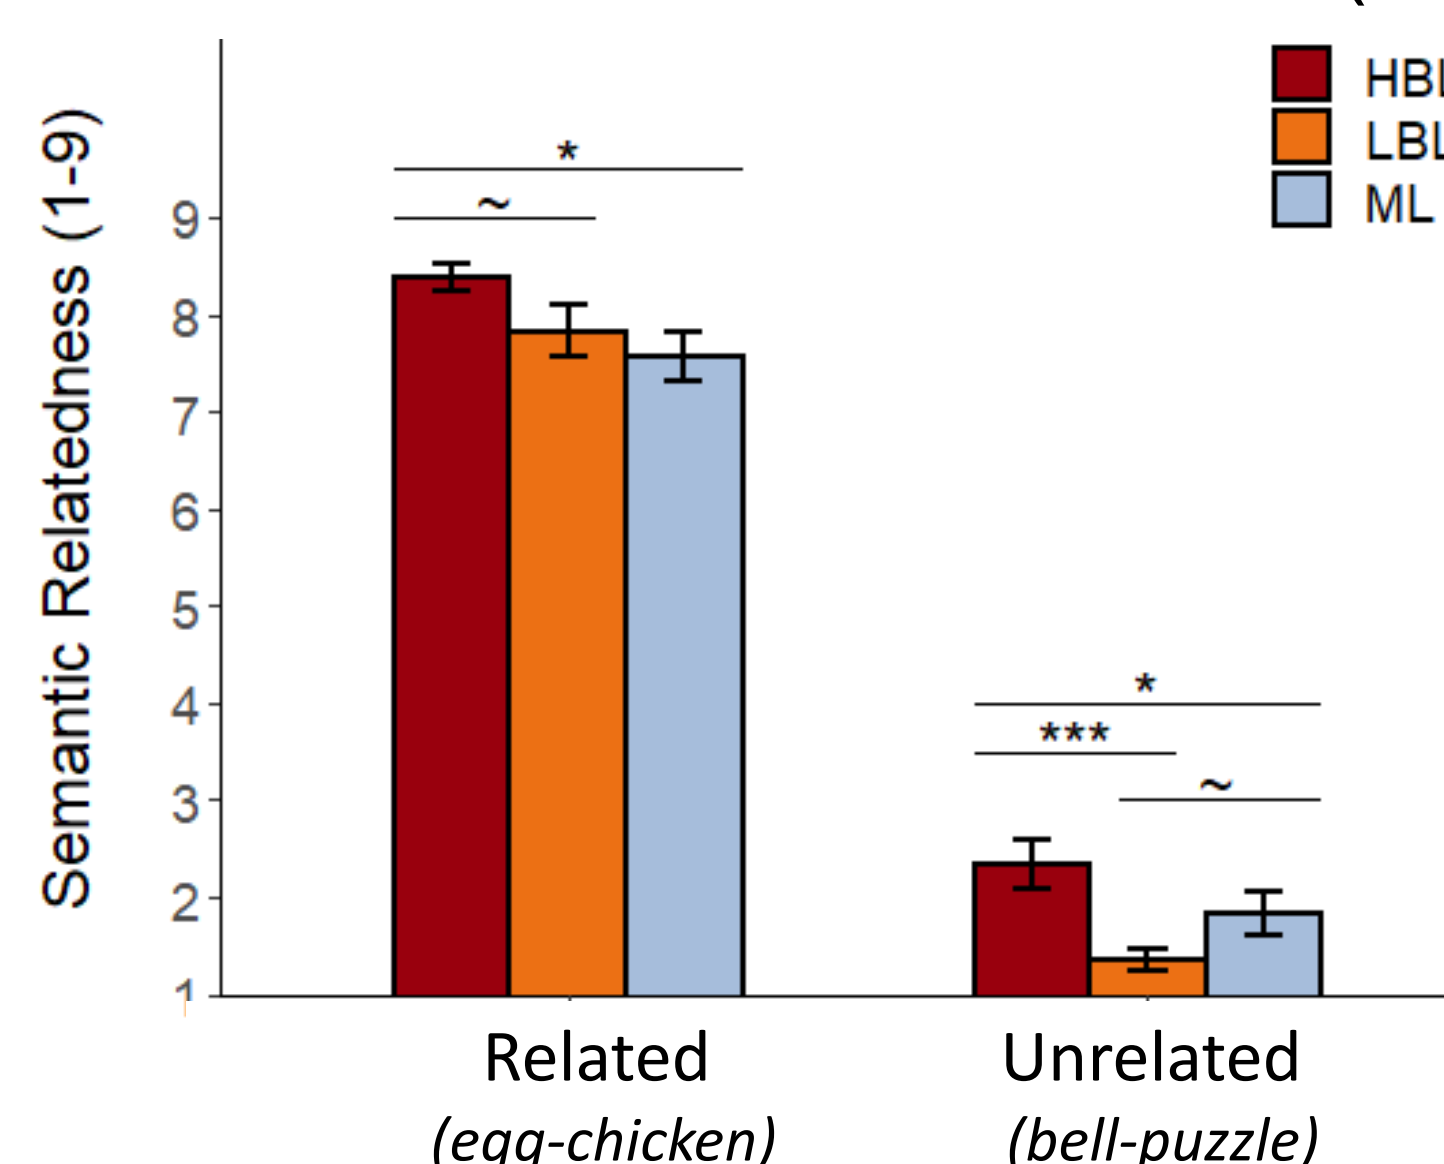 Semantic Relatedness (1-9)
9
8
7
6
5
4
3
2
1
*
~
*
***
~
HBL
LBL
ML
Related
(egg-chicken)
Unrelated
(bell-puzzle)